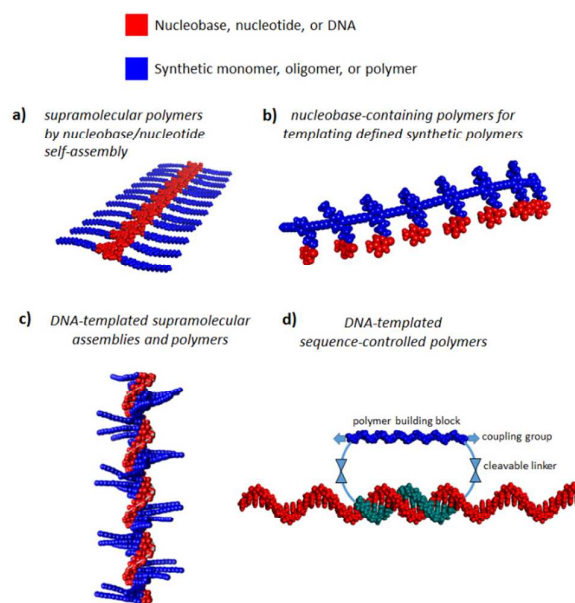 Nucleobase, nucleotide, or DNA
Synthetic monomer, oligomer, or polymer
a) supramolecular polymers
by nucleobase/nucleotide
self-assembly
b) nucleobase-containing polymers for
templating defined synthetic polymers
c) DNA-templated supramolecular
assemblies and polymers
d) DNA-templated
sequence-controlled polymers
polymer building block
coupling group
cleavable linker